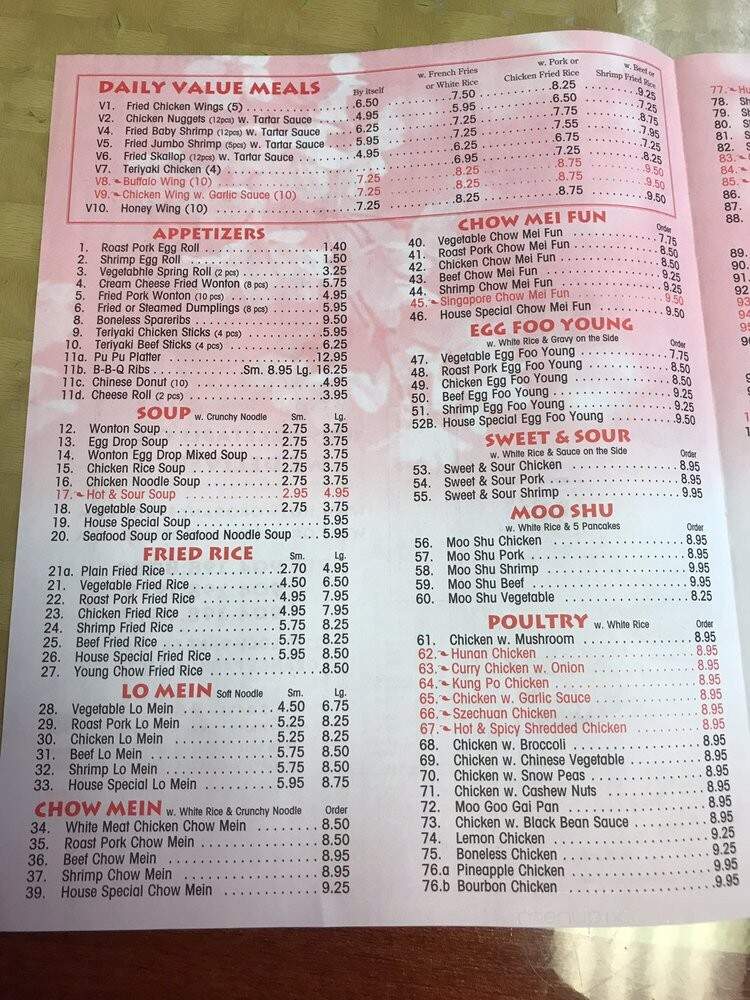 DAILY VALUE MEALS
By itself
w. French Fries
or White Rice
w. Pork or
Chicken Fried Rice
w. Beef or
Shrimp Fried Rice
V1. Fried Chicken Wings (5) 6.50 7.50 8.25 9.25
V2. Chicken Nuggets (12pcs) w. Tartar Sauce 4.95 5.95 6.50 7.25
V4. Fried Baby Shrimp (12pcs) w. Tartar Sauce 6.25 7.25 7.75 8.75
V5. Fried Jumbo Shrimp (5pcs) w. Tartar Sauce 5.95 7.25 7.55 7.95
V6. Fried Skallop (12pcs) w. Tartar Sauce 4.95 6.25 6.75 7.25
V7. Teriyaki Chicken (4) 6.95 7.25 8.25
V8. Buffalo Wing (10) 7.25 8.25 8.75 9.50
V9. Chicken Wing w. Garlic Sauce (10) 7.25 8.25 8.75 9.50
V10. Honey Wing (10) 7.25 8.25 8.75 9.50
APPETIZERS
1. Roast Pork Egg Roll 1.40
2. Shrimp Egg Roll 1.50
3. Vegetabhle Spring Roll (2 pcs) 3.25
4. Cream Cheese Fried Wonton (8 pcs) 5.75
5. Fried Pork Wonton (10 pcs) 4.95
6. Fried or Steamed Dumplings (8 pcs) 5.95
8. Boneless Spareribs 9.50
9. Teriyaki Chicken Sticks (4 pcs) 5.95
10. Teriyaki Beef Sticks (4 pcs) 6.25
11a. Pu Pu Platter 12.95
11b. B-B-Q Ribs Sm. 8.95 Lg. 16.25
11c. Chinese Donut (10) 4.95
11d. Cheese Roll (2 pcs) 3.95
SOUP w. Crunchy Noodle Sm. Lg.
12. Wonton Soup 2.75 3.75
13. Egg Drop Soup 2.75 3.75
14. Wonton Egg Drop Mixed Soup 2.75 3.75
15. Chicken Rice Soup 2.75 3.75
16. Chicken Noodle Soup 2.75 3.75
17. Hot & Sour Soup 2.95 4.95
18. Vegetable Soup 2.75 3.75
19. House Special Soup 5.95
20. Seafood Soup or Seafood Noodle Soup 5.95
FRIED RICE Sm. Lg.
21a. Plain Fried Rice 2.70 4.95
21. Vegetable Fried Rice 4.50 6.50
22. Roast Pork Fried Rice 4.95 7.95
23. Chicken Fried Rice 4.95 7.95
24. Shrimp Fried Rice 5.75 8.25
25. Beef Fried Rice 5.75 8.25
26. House Special Fried Rice 5.95 8.50
27. Young Chow Fried Rice 8.50
LO MEIN Soft Noodle Sm. Lg.
28. Vegetable Lo Mein 4.50 6.75
29. Roast Pork Lo Mein 5.25 8.25
30. Chicken Lo Mein 5.25 8.25
31. Beef Lo Mein 5.75 8.50
32. Shrimp Lo Mein 5.75 8.50
33. House Special Lo Mein 5.95 8.75
CHOW MEIN w. White Rice & Crunchy Noodle Order
34. White Meat Chicken Chow Mein 8.50
35. Roast Pork Chow Mein 8.50
36. Beef Chow Mein 8.95
37. Shrimp Chow Mein 8.95
39. House Special Chow Mein 9.25
CHOW MEI FUN Order
40. Vegetable Chow Mei Fun 7.75
41. Roast Pork Chow Mei Fun 8.50
42. Chicken Chow Mei Fun 8.50
43. Beef Chow Mei Fun 9.25
44. Shrimp Chow Mei Fun 9.25
45. Singapore Chow Mei Fun 9.50
46. House Special Chow Mei Fun 9.50
EGG FOO YOUNG
w. White Rice & Gravy on the Side Order
47. Vegetable Egg Foo Young 7.75
48. Roast Pork Egg Foo Young 8.50
49. Chicken Egg Foo Young 8.50
50. Beef Egg Foo Young 9.25
51. Shrimp Egg Foo Young 9.25
52B. House Special Egg Foo Young 9.50
SWEET & SOUR
w. White Rice & Sauce on the Side Order
53. Sweet & Sour Chicken 8.95
54. Sweet & Sour Pork 8.95
55. Sweet & Sour Shrimp 9.95
MOO SHU
w. White Rice & 5 Pancakes Order
56. Moo Shu Chicken 8.95
57. Moo Shu Pork 8.95
58. Moo Shu Shrimp 9.95
59. Moo Shu Beef 9.95
60. Moo Shu Vegetable 8.25
POULTRY w. White Rice Order
61. Chicken w. Mushroom 8.95
62. Hunan Chicken 8.95
63. Curry Chicken w. Onion 8.95
64. Kung Po Chicken 8.95
65. Chicken w. Garlic Sauce 8.95
66. Szechuan Chicken 8.95
67. Hot & Spicy Shredded Chicken 8.95
68. Chicken w. Broccoli 8.95
69. Chicken w. Chinese Vegetable 8.95
70. Chicken w. Snow Peas 8.95
71. Chicken w. Cashew Nuts 8.95
72. Moo Goo Gai Pan 8.95
73. Chicken w. Black Bean Sauce 8.95
74. Lemon Chicken 9.25
75. Boneless Chicken 9.25
76.a Pineapple Chicken 9.95
76.b Bourbon Chicken 9.95
77.
78.
79.
80.
81.
82.
83.
84.
85.
86.
87.
88.
89.
90.
91.
92